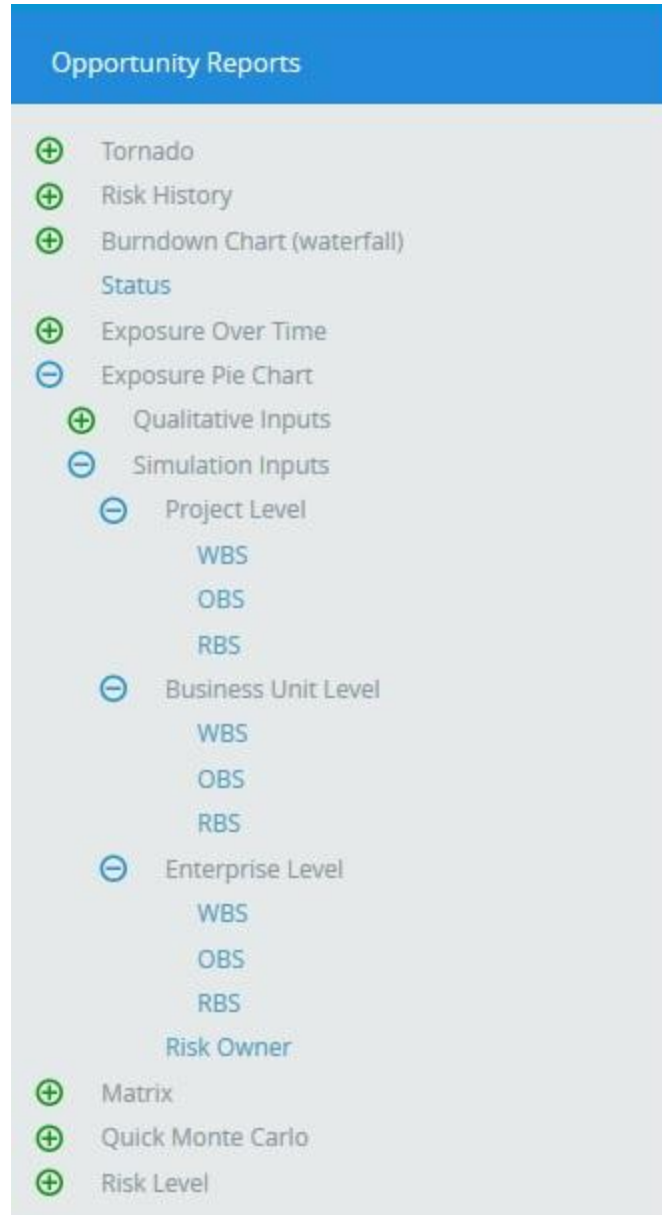 Opportunity Reports
Tornado
Risk History
Burndown Chart (waterfall)
Status
Exposure Over Time
Exposure Pie Chart
Qualitative Inputs
Simulation Inputs
Project Level
WBS
OBS
RBS
Business Unit Level
WBS
OBS
RBS
Enterprise Level
WBS
OBS
RBS
Risk Owner
Matrix
Quick Monte Carlo
Risk Level